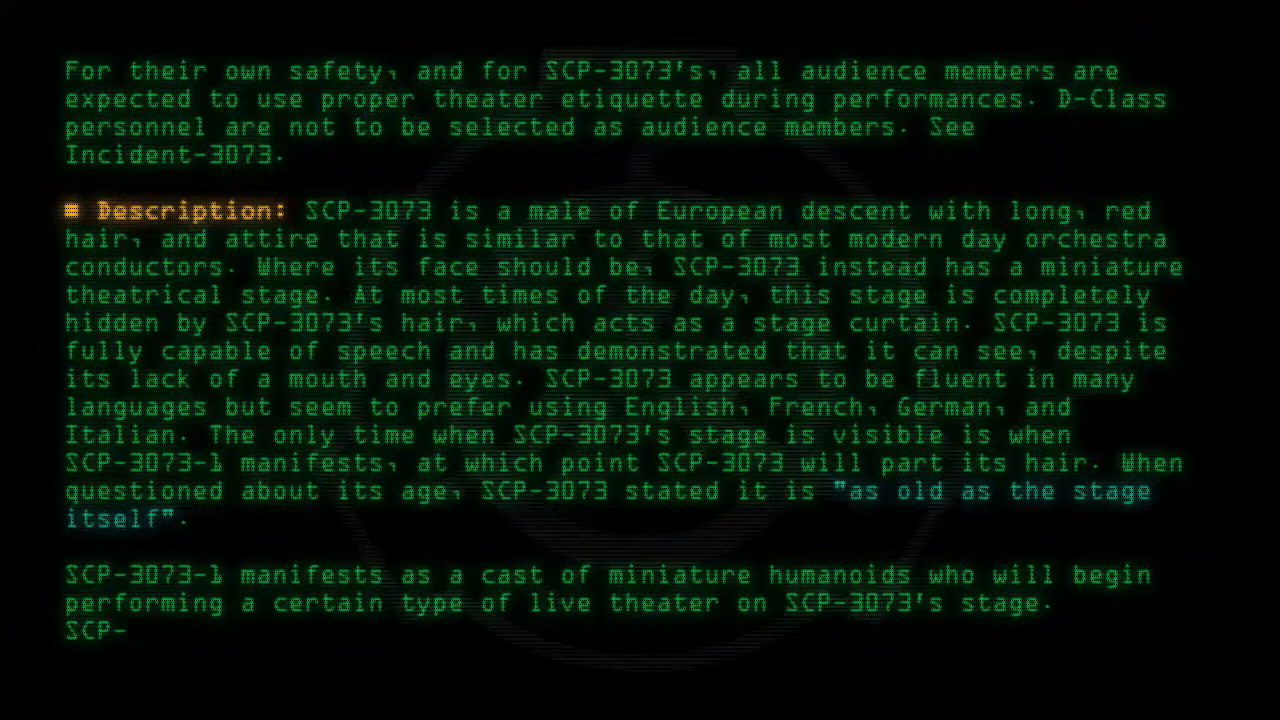 For their own safety, and for SCP-3073's, all audience members are
expected to use proper theater etiquette during performances. D-Class
personnel are not to be selected as audience members. See
Incident-3073.
■ Description: SCP-3073 is a male of European descent with long, red
hair, and attire that is similar to that of most modern day orchestra
conductors. Where its face should be, SCP-3073 instead has a miniature
theatrical stage. At most times of the day, this stage is completely
hidden by SCP-3073's hair, which acts as a stage curtain. SCP-3073 is
fully capable of speech and has demonstrated that it can see, despite
its lack of a mouth and eyes. SCP-3073 appears to be fluent in many
languages but seem to prefer using English, French, German, and
Italian. The only time when SCP-3073's stage is visible is when
SCP-3073-1 manifests, at which point SCP-3073 will part its hair. When
questioned about its age, SCP-3073 stated it is "as old as the stage
itself".
SCP-3073-1 manifests as a cast of miniature humanoids who will begin
performing a certain type of live theater on SCP-3073's stage.
SCP-